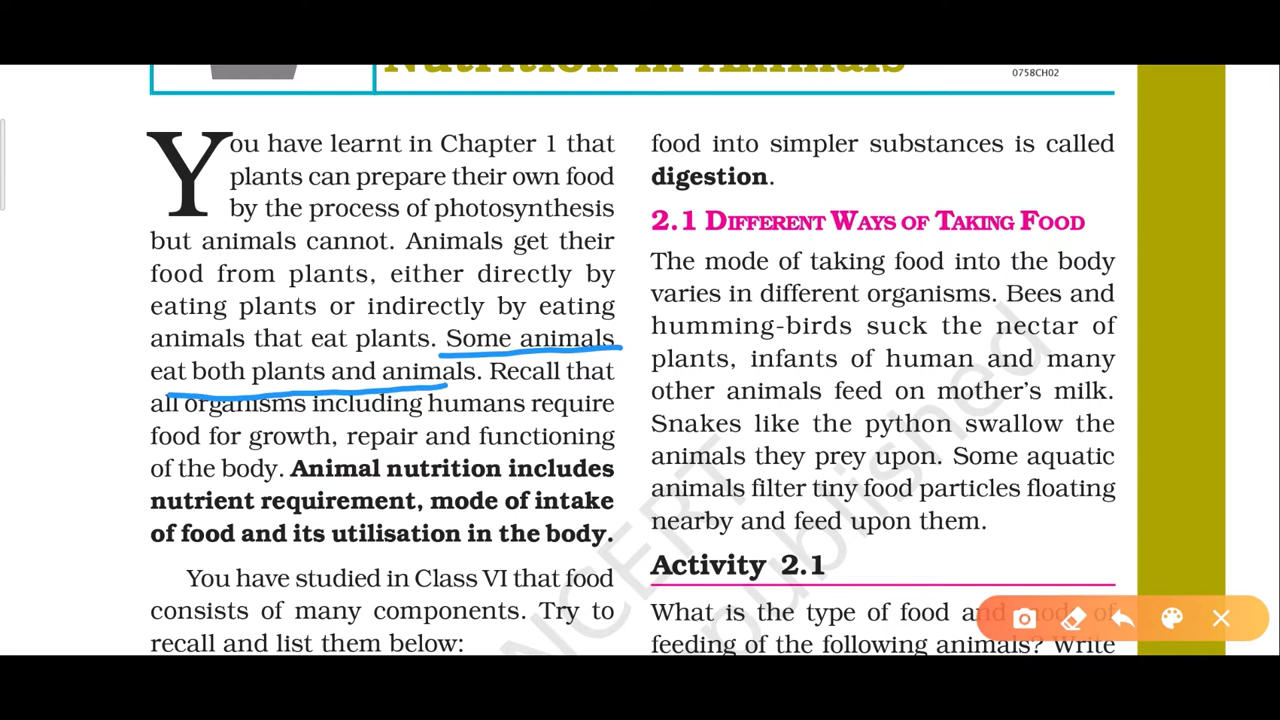 Nutrition in Animals
0758CH02
You have learnt in Chapter 1 that
plants can prepare their own food
by the process of photosynthesis
but animals cannot. Animals get their
food from plants, either directly by
eating plants or indirectly by eating
animals that eat plants. Some animals
eat both plants and animals. Recall that
all organisms including humans require
food for growth, repair and functioning
of the body. Animal nutrition includes
nutrient requirement, mode of intake
of food and its utilisation in the body.
You have studied in Class VI that food
consists of many components. Try to
recall and list them below:
food into simpler substances is called
digestion.
2.1 DIFFERENT WAYS OF TAKING FOOD
The mode of taking food into the body
varies in different organisms. Bees and
humming-birds suck the nectar of
plants, infants of human and many
other animals feed on mother's milk.
Snakes like the python swallow the
animals they prey upon. Some aquatic
animals filter tiny food particles floating
nearby and feed upon them.
Activity 2.1
What is the type of food and mode of
feeding of the following animals? Write
NCERT
published